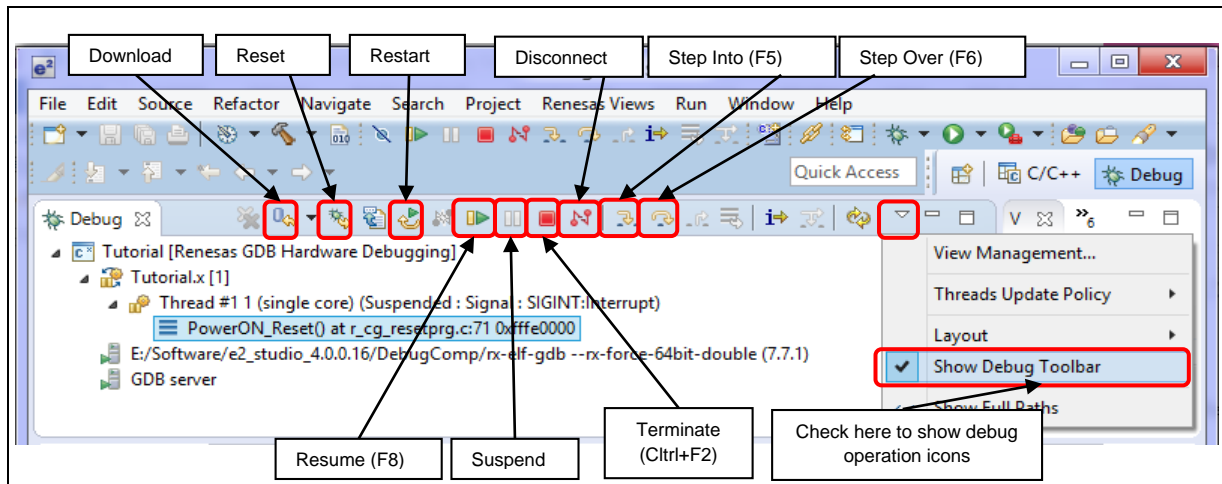 Download
Reset
Restart
Disconnect
Step Into (F5)
Step Over (F6)
e²
File Edit Source Refactor Navigate Search Project Renesas Views Run Window Help
010
Quick Access
C/C++
Debug
Debug
V
»6
Tutorial [Renesas GDB Hardware Debugging]
Tutorial.x [1]
Thread #1 1 (single core) (Suspended : Signal : SIGINT:Interrupt)
PowerON_Reset() at r_cg_resetprg.c:71 0xfffe0000
E:/Software/e2_studio_4.0.0.16/DebugComp/rx-elf-gdb --rx-force-64bit-double (7.7.1)
GDB server
View Management...
Threads Update Policy
Layout
Show Debug Toolbar
Show Full Paths
Resume (F8)
Suspend
Terminate
(Cltrl+F2)
Check here to show debug
operation icons